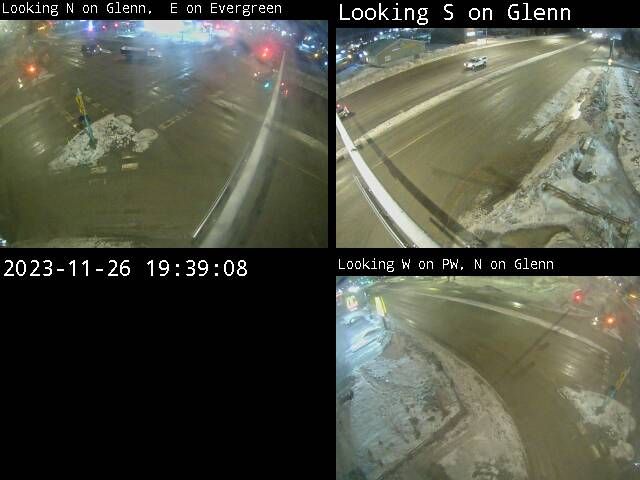 Looking N on Glenn,  E on Evergreen
Looking S on Glenn
2023-11-26 19:39:08
Looking W on PW, N on Glenn